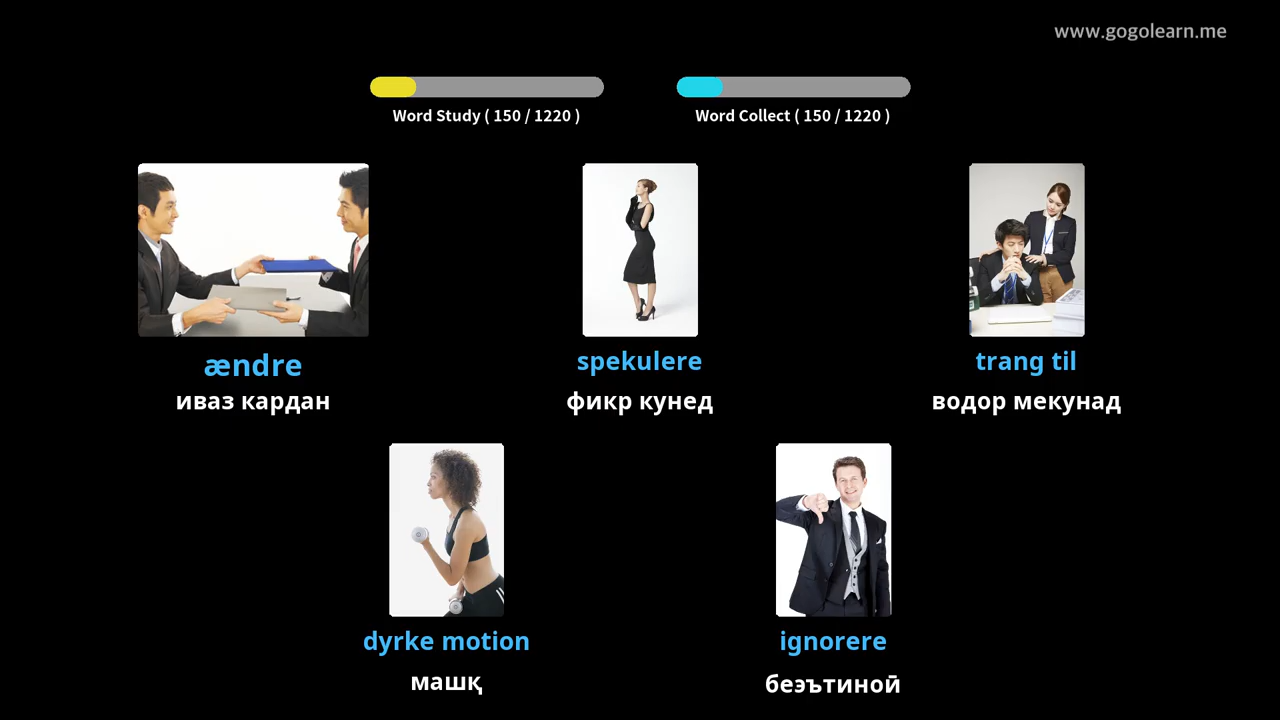 www.gogolearn.me
Word Study ( 150 / 1220 )
Word Collect ( 150 / 1220 )
ændre
spekulere
trang til
иваз кардан
фикр кунед
водор мекунад
dyrke motion
ignorere
машқ
беэътиноӣ